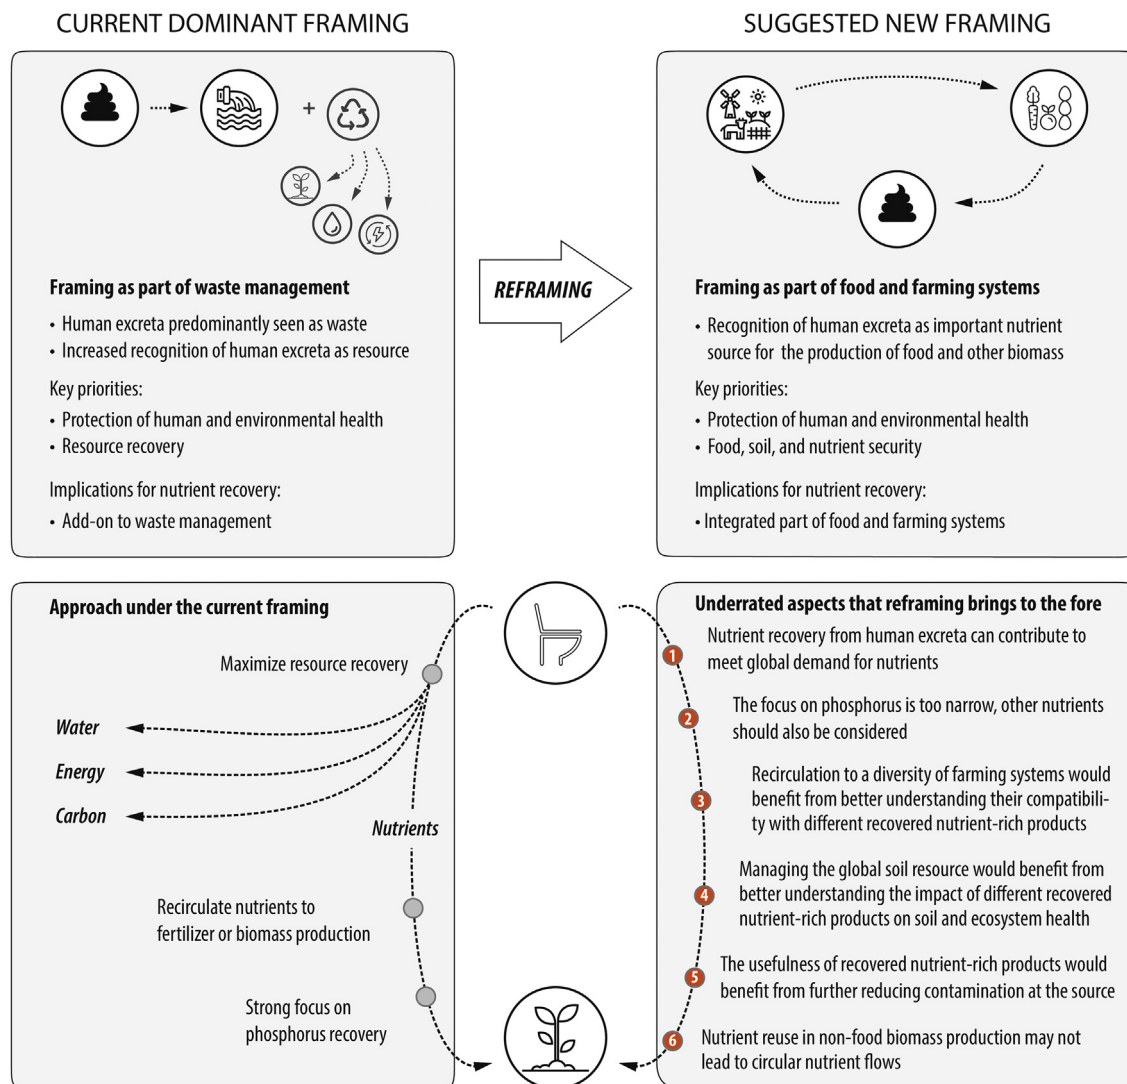 CURRENT DOMINANT FRAMING
SUGGESTED NEW FRAMING
+
Framing as part of waste management
• Human excreta predominantly seen as waste
• Increased recognition of human excreta as resource
Key priorities:
• Protection of human and environmental health
• Resource recovery
Implications for nutrient recovery:
• Add-on to waste management
REFRAMING
Framing as part of food and farming systems
• Recognition of human excreta as important nutrient
source for the production of food and other biomass
Key priorities:
• Protection of human and environmental health
• Food, soil, and nutrient security
Implications for nutrient recovery:
• Integrated part of food and farming systems
Approach under the current framing
Maximize resource recovery
Water
Energy
Carbon
Nutrients
Recirculate nutrients to
fertilizer or biomass production
Strong focus on
phosphorus recovery
Underrated aspects that reframing brings to the fore
1
Nutrient recovery from human excreta can contribute to
meet global demand for nutrients
2
The focus on phosphorus is too narrow, other nutrients
should also be considered
3
Recirculation to a diversity of farming systems would
benefit from better understanding their compatibili-
ty with different recovered nutrient-rich products
4
Managing the global soil resource would benefit from
better understanding the impact of different recovered
nutrient-rich products on soil and ecosystem health
5
The usefulness of recovered nutrient-rich products would
benefit from further reducing contamination at the source
6
Nutrient reuse in non-food biomass production may not
lead to circular nutrient flows